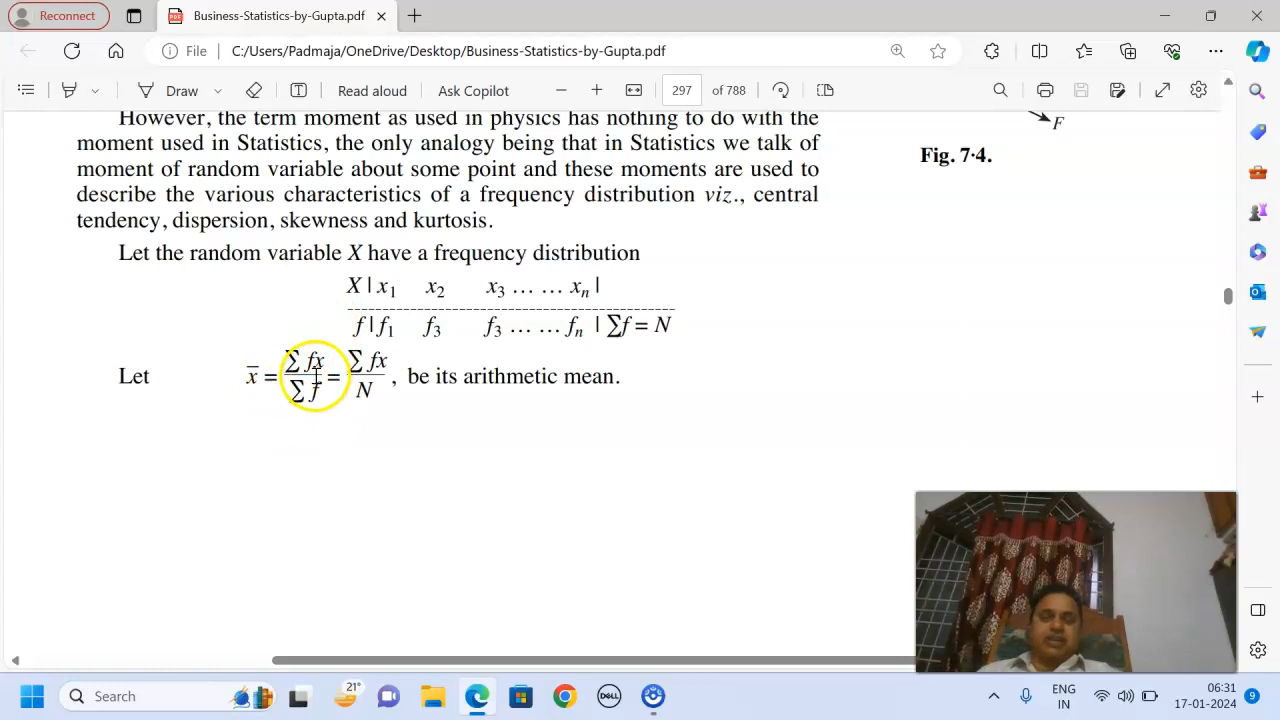 Reconnect
Business-Statistics-by-Gupta.pdf
File C:/Users/Padmaja/OneDrive/Desktop/Business-Statistics-by-Gupta.pdf
Draw Read aloud Ask Copilot 297 of 788
However, the term moment as used in physics has nothing to do with the
moment used in Statistics, the only analogy being that in Statistics we talk of
moment of random variable about some point and these moments are used to
describe the various characteristics of a frequency distribution viz., central
tendency, dispersion, skewness and kurtosis.
F
Fig. 7·4.
Let the random variable X have a frequency distribution
X | x₁ x₂ x₃ … … xₙ |
f | f₁ f₃ f₃ … … fₙ | ∑f = N
Let x̅ = ∑ fx / ∑ f = ∑ fx / N , be its arithmetic mean.
Search
21°
DELL
ENG
IN
06:31
17-01-2024
9